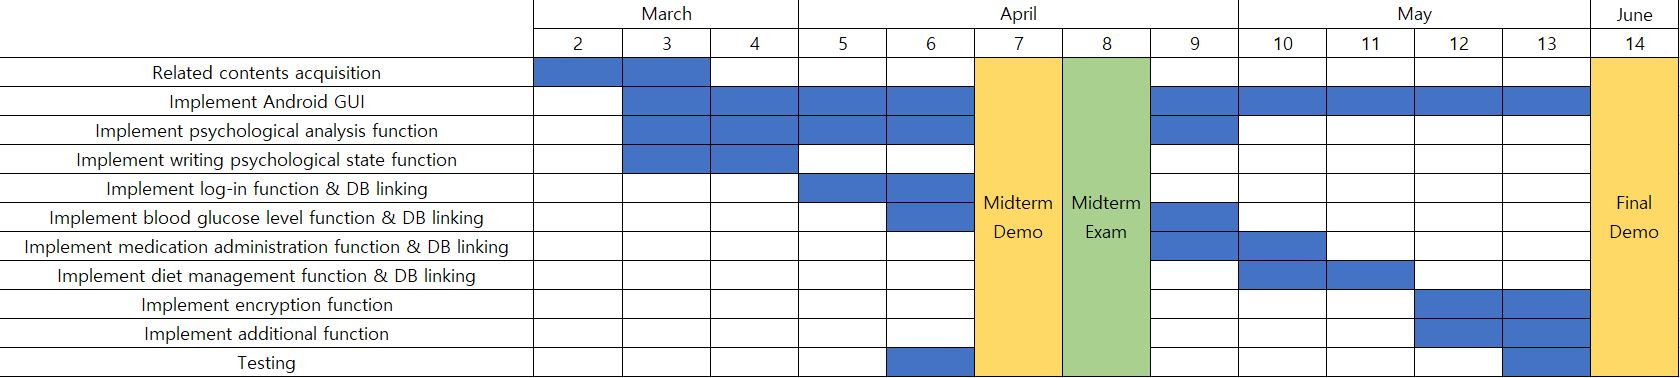 March April May June
2 3 4 5 6 7 8 9 10 11 12 13 14
Related contents acquisition
Implement Android GUI
Implement psychological analysis function
Implement writing psychological state function
Implement log-in function & DB linking
Implement blood glucose level function & DB linking
Implement medication administration function & DB linking
Implement diet management function & DB linking
Implement encryption function
Implement additional function
Testing
Midterm
Demo
Midterm
Exam
Final
Demo